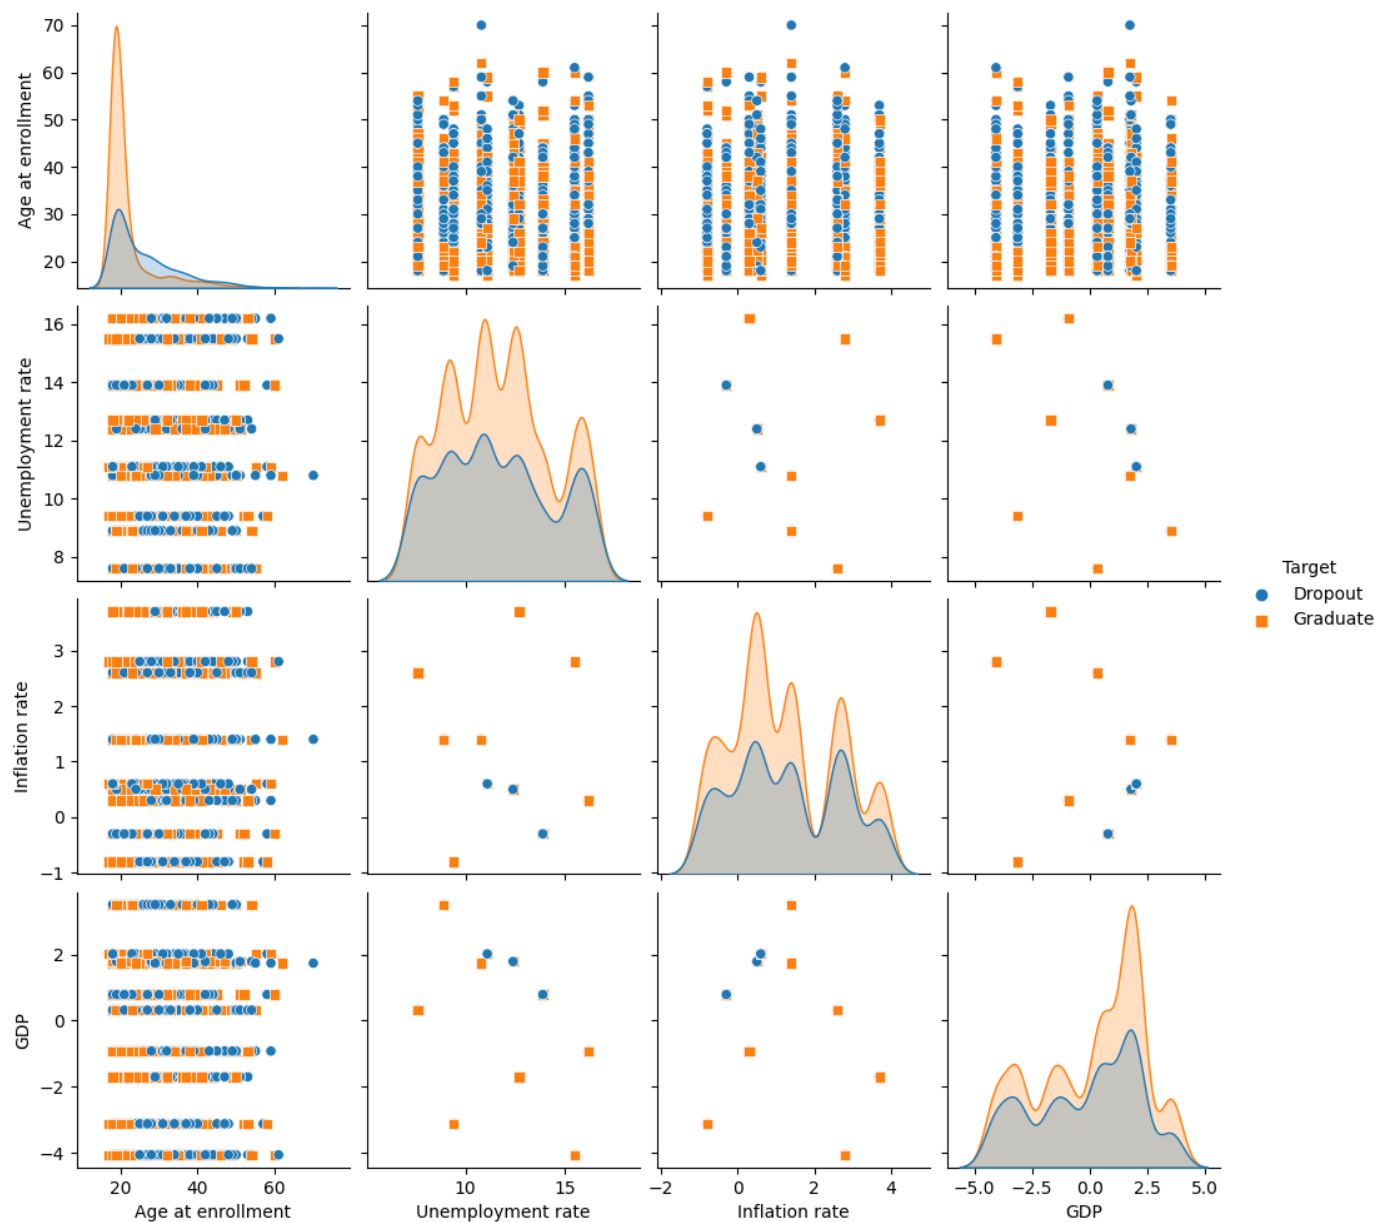 70
60
50
40
30
20
Age at enrollment
16
14
12
10
8
Unemployment rate
Target
Dropout
Graduate
3
2
1
0
−1
Inflation rate
2
0
−2
−4
GDP
20 40 60
Age at enrollment
10 15
Unemployment rate
−2 0 2 4
Inflation rate
−5.0 −2.5 0.0 2.5 5.0
GDP